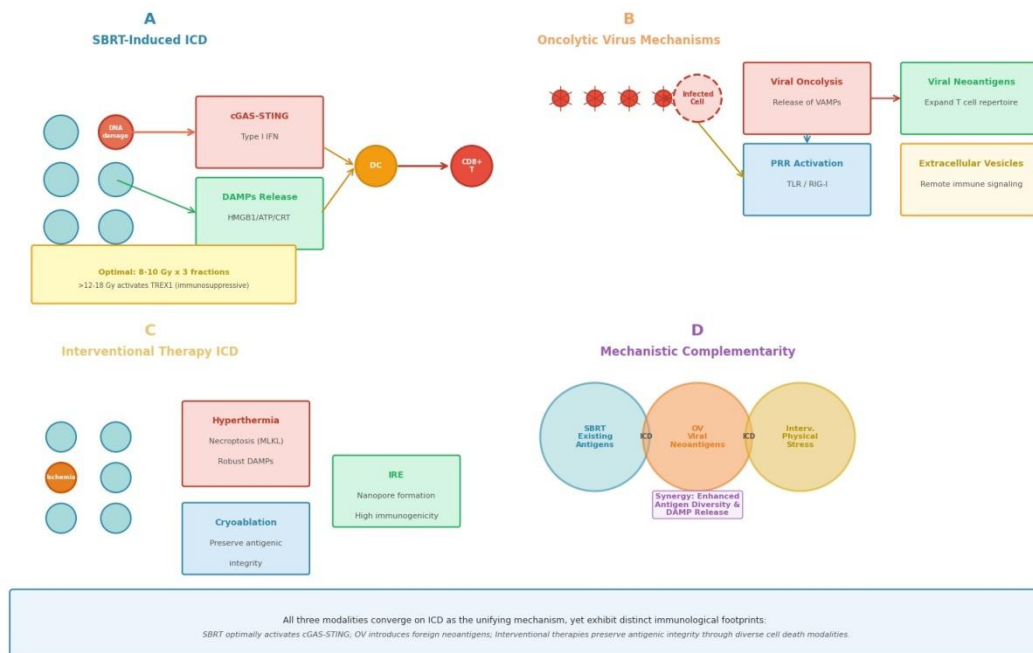 A
SBRT-Induced ICD
DNA
damage
cGAS-STING
Type I IFN
DAMPs Release
HMGB1/ATP/CRT
DC
CD8+
T
Optimal: 8-10 Gy x 3 fractions
>12-18 Gy activates TREX1 (immunosuppressive)
B
Oncolytic Virus Mechanisms
Infected
Cell
Viral Oncolysis
Release of VAMPs
Viral Neoantigens
Expand T cell repertoire
PRR Activation
TLR / RIG-I
Extracellular Vesicles
Remote immune signaling
C
Interventional Therapy ICD
Ischemia
Hyperthermia
Necroptosis (MLKL)
Robust DAMPs
Cryoablation
Preserve antigenic
integrity
IRE
Nanopore formation
High immunogenicity
D
Mechanistic Complementarity
SBRT
Existing
Antigens
ICD
OV
Viral
Neoantigens
ICD
Interv.
Physical
Stress
Synergy: Enhanced
Antigen Diversity &
DAMP Release
All three modalities converge on ICD as the unifying mechanism, yet exhibit distinct immunological footprints:
SBRT optimally activates cGAS-STING; OV introduces foreign neoantigens; Interventional therapies preserve antigenic integrity through diverse cell death modalities.